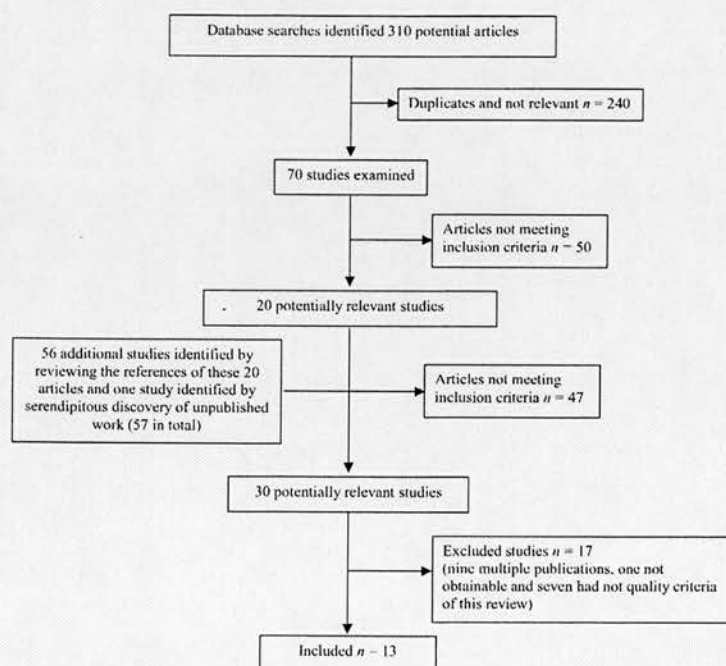 Database searches identified 310 potential articles
Duplicates and not relevant n = 240
70 studies examined
Articles not meeting
inclusion criteria n = 50
20 potentially relevant studies
56 additional studies identified by
reviewing the references of these 20
articles and one study identified by
serendipitous discovery of unpublished
work (57 in total)
Articles not meeting
inclusion criteria n = 47
30 potentially relevant studies
Excluded studies n = 17
(nine multiple publications, one not
obtainable and seven had not quality criteria
of this review)
Included n = 13